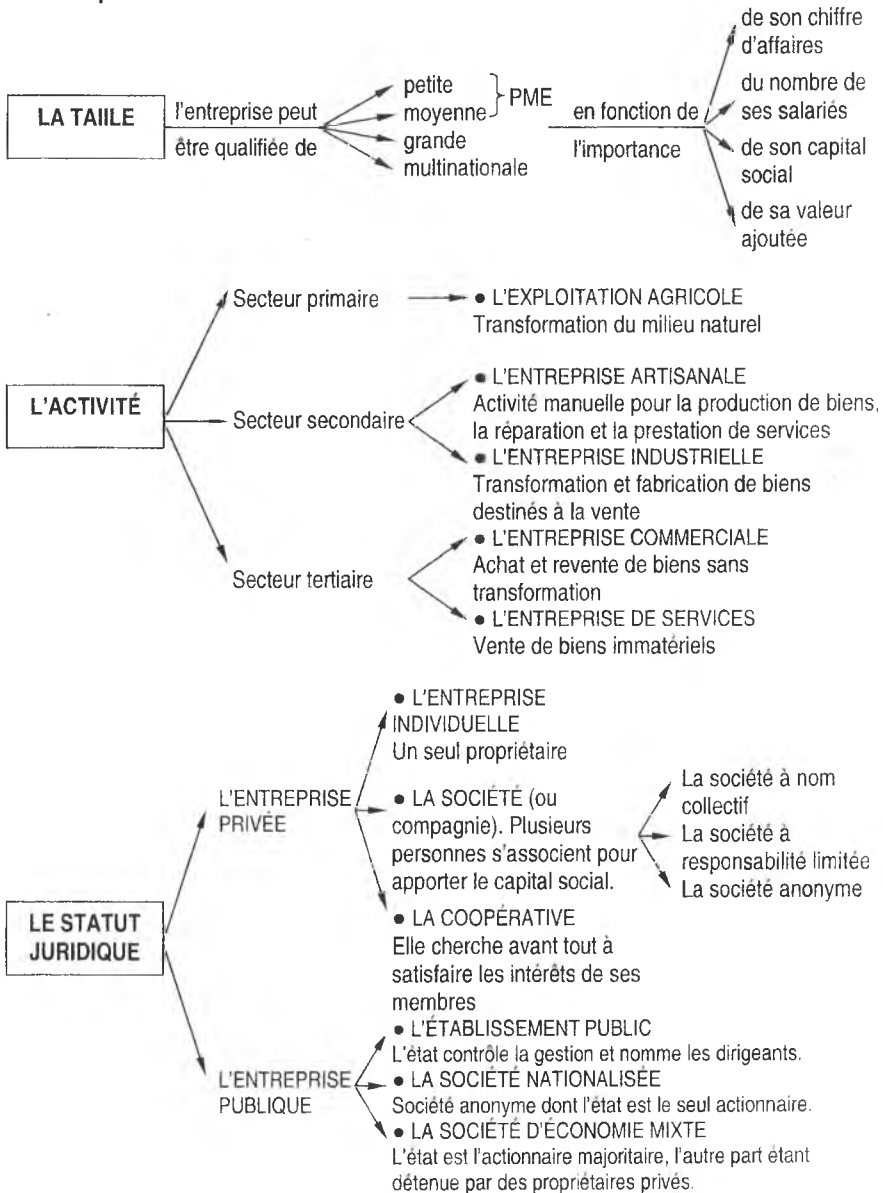 de son chiffre
d'affaires
petite
moyenne } PME
grande
multinationale
LA TAIILE
l'entreprise peut
être qualifiée de
en fonction de
l'importance
du nombre de
ses salariés
de son capital
social
de sa valeur
ajoutée
L'ACTIVITÉ
Secteur primaire
● L'EXPLOITATION AGRICOLE
Transformation du milieu naturel
Secteur secondaire
● L'ENTREPRISE ARTISANALE
Activité manuelle pour la production de biens,
la réparation et la prestation de services
● L'ENTREPRISE INDUSTRIELLE
Transformation et fabrication de biens
destinés à la vente
Secteur tertiaire
● L'ENTREPRISE COMMERCIALE
Achat et revente de biens sans
transformation
● L'ENTREPRISE DE SERVICES
Vente de biens immatériels
LE STATUT
JURIDIQUE
L'ENTREPRISE
PRIVÉE
● L'ENTREPRISE
INDIVIDUELLE
Un seul propriétaire
● LA SOCIÉTÉ (ou
compagnie). Plusieurs
personnes s'associent pour
apporter le capital social.
La société à nom
collectif
La société à
responsabilité limitée
La société anonyme
● LA COOPÉRATIVE
Elle cherche avant tout à
satisfaire les intérêts de ses
membres
L'ENTREPRISE
PUBLIQUE
● L'ÉTABLISSEMENT PUBLIC
L'état contrôle la gestion et nomme les dirigeants.
● LA SOCIÉTÉ NATIONALISÉE
Société anonyme dont l'état est le seul actionnaire.
● LA SOCIÉTÉ D'ÉCONOMIE MIXTE
L'état est l'actionnaire majoritaire, l'autre part étant
détenue par des propriétaires privés.